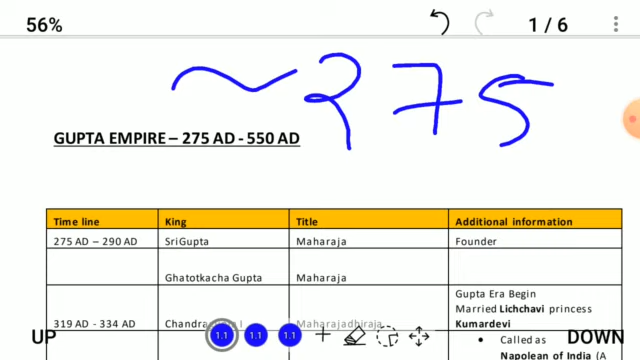 56%
1 / 6
~275
GUPTA EMPIRE – 275 AD - 550 AD
Time line King Title Additional information
275 AD – 290 AD SriGupta Maharaja Founder
Ghatotkacha Gupta Maharaja
Gupta Era Begin
Married Lichchavi princess
319 AD - 334 AD Maharajadhiraja Kumardevi
UP 1.1 1.1 1.1 DOWN
• Called as
Napolean of India (A